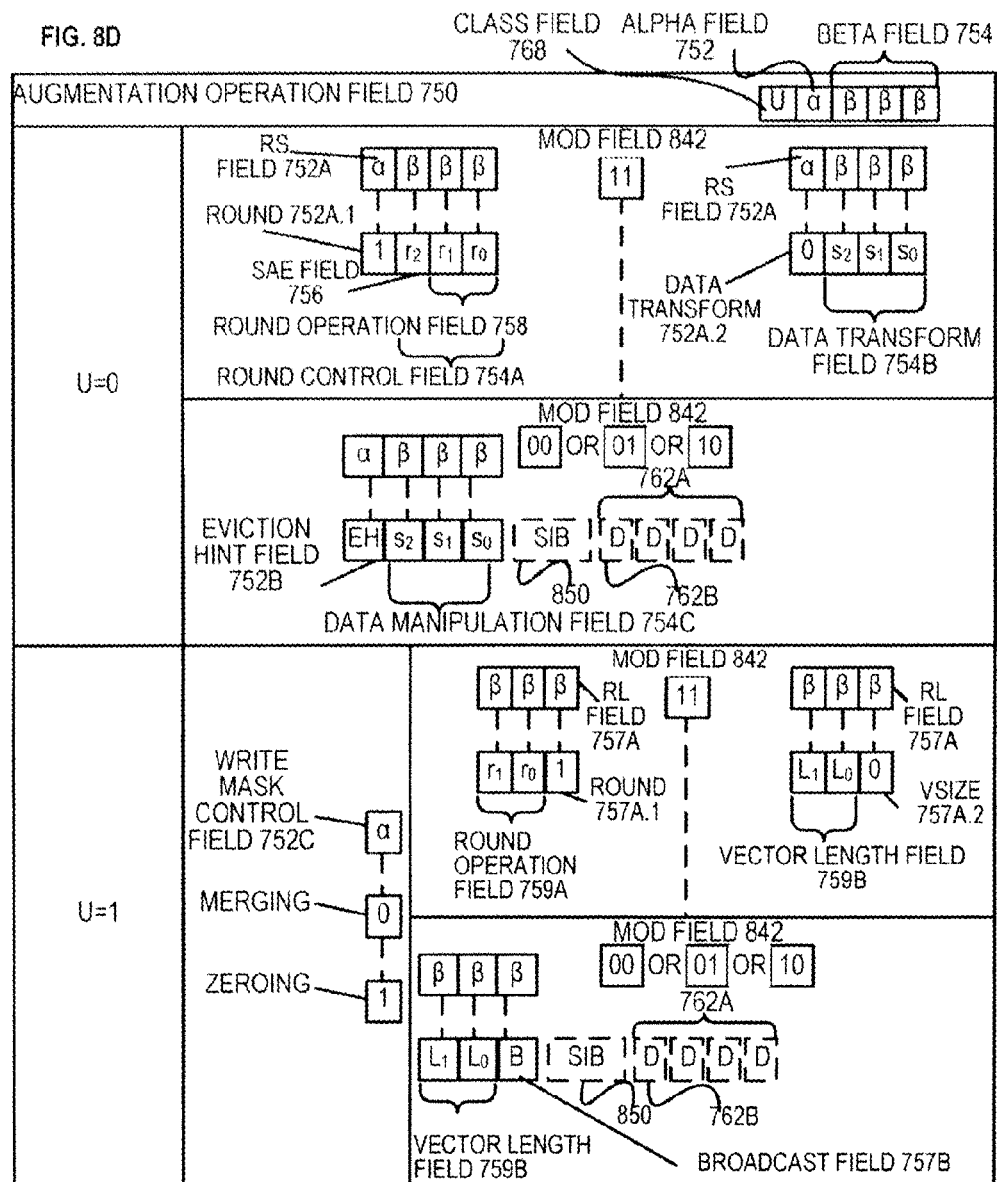 FIG. 8D
CLASS FIELD 768
ALPHA FIELD 752
BETA FIELD 754
AUGMENTATION OPERATION FIELD 750
U α β β β
U=0
RS FIELD 752A
α β β β
MOD FIELD 842
11
RS FIELD 752A
α β β β
ROUND 752A.1
1 r2 r1 r0
SAE FIELD 756
ROUND OPERATION FIELD 758
ROUND CONTROL FIELD 754A
0 s2 s1 s0
DATA TRANSFORM 752A.2
DATA TRANSFORM FIELD 754B
MOD FIELD 842
00 OR 01 OR 10
α β β β
762A
EVICTION HINT FIELD 752B
EH s2 s1 s0
SIB
D D D D
850
762B
DATA MANIPULATION FIELD 754C
U=1
WRITE MASK CONTROL FIELD 752C
α
MERGING
0
ZEROING
1
MOD FIELD 842
β β β
RL FIELD 757A
11
β β β
RL FIELD 757A
r1 r0 1
ROUND 757A.1
ROUND OPERATION FIELD 759A
L1 L0 0
VSIZE 757A.2
VECTOR LENGTH FIELD 759B
MOD FIELD 842
00 OR 01 OR 10
β β β
762A
L1 L0 B
SIB
D D D D
850
762B
VECTOR LENGTH FIELD 759B
BROADCAST FIELD 757B